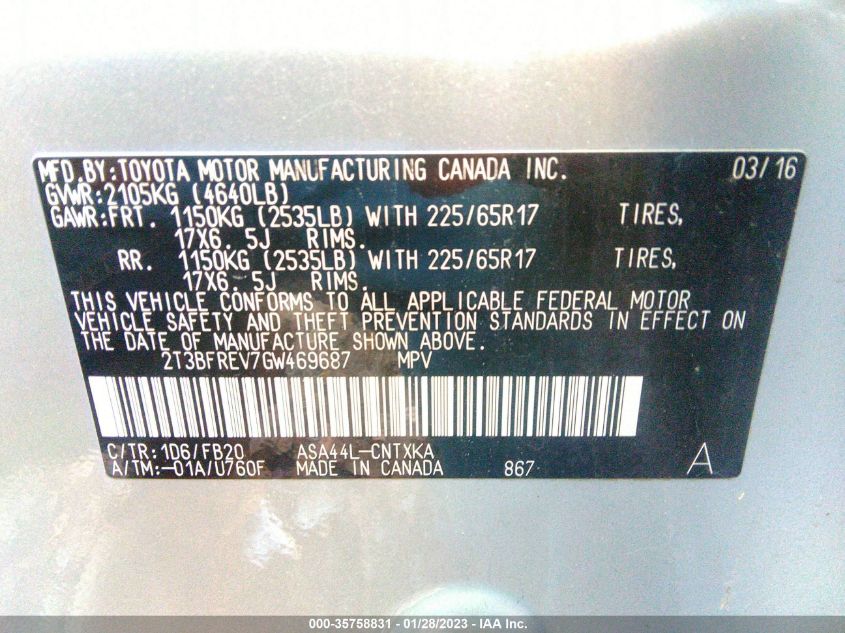 MFD.BY:TOYOTA MOTOR MANUFACTURING CANADA INC. 03/16
GVWR:2105KG (4640LB)
GAWR:FRT. 1150KG (2535LB) WITH 225/65R17 TIRES,
17X6.5J RIMS.
RR. 1150KG (2535LB) WITH 225/65R17 TIRES,
17X6.5J RIMS.
THIS VEHICLE CONFORMS TO ALL APPLICABLE FEDERAL MOTOR
VEHICLE SAFETY AND THEFT PREVENTION STANDARDS IN EFFECT ON
THE DATE OF MANUFACTURE SHOWN ABOVE.
2T3BFREV7GW469687 MPV
C/TR:1D6/FB20 ASA44L-CNTXKA
A/TM:-01A/U760F MADE IN CANADA 867 A
000-35758831 - 01/28/2023 - IAA Inc.